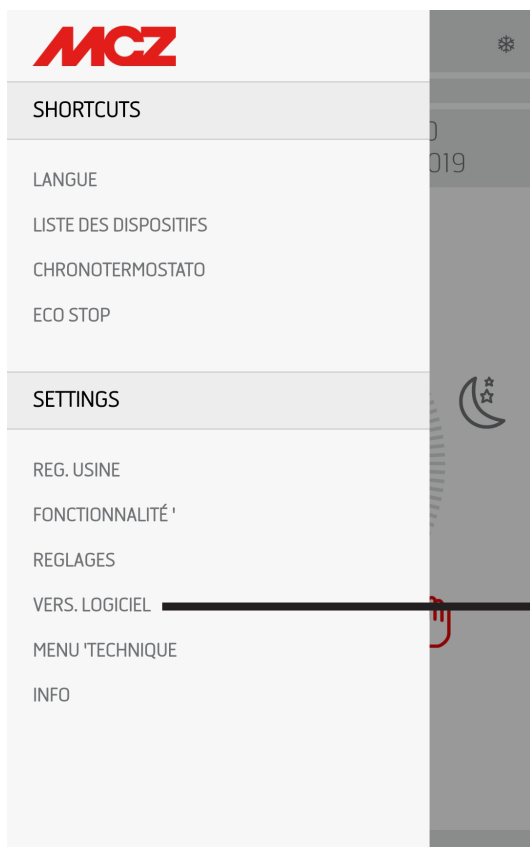 MCZ
SHORTCUTS
019
LANGUE
LISTE DES DISPOSITIFS
CHRONOTERMOSTATO
ECO STOP
SETTINGS
REG. USINE
FONCTIONNALITÉ '
REGLAGES
VERS. LOGICIEL
MENU 'TECHNIQUE
INFO